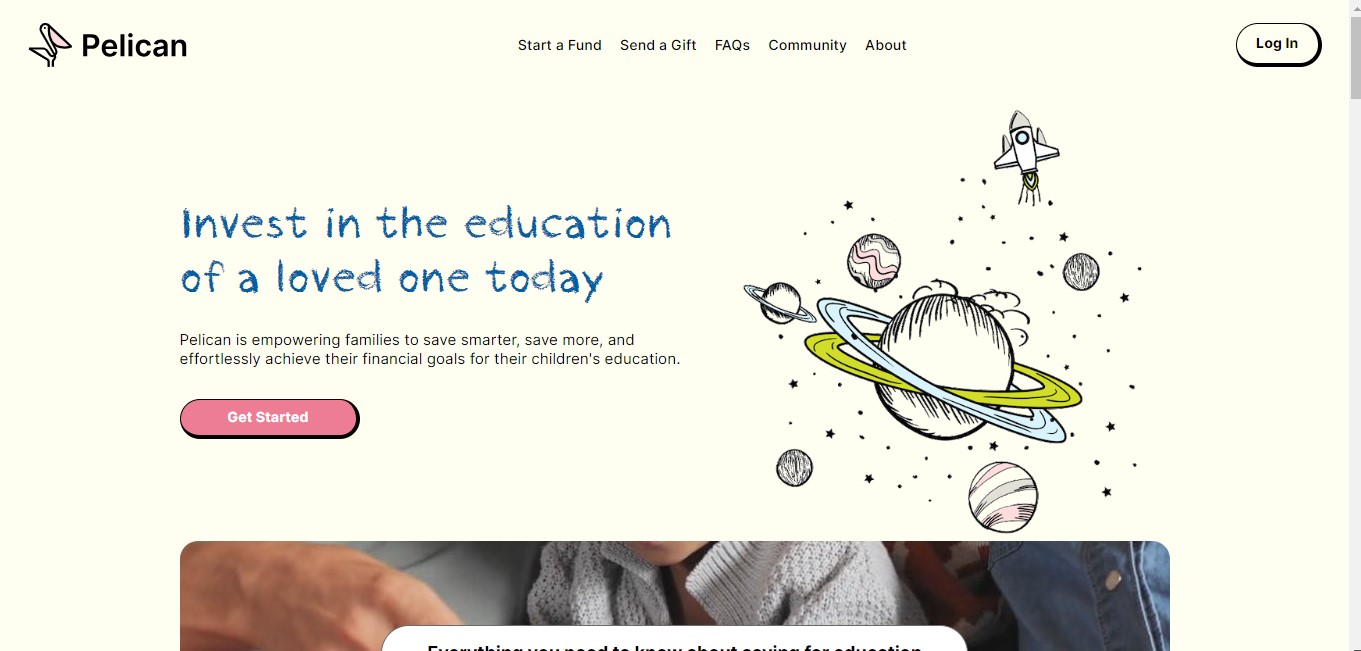 Pelican
Start a Fund
Send a Gift
FAQs
Community
About
Log In
Invest in the education
of a loved one today
Pelican is empowering families to save smarter, save more, and
effortlessly achieve their financial goals for their children's education.
Get Started
Everything you need to know about saving for education